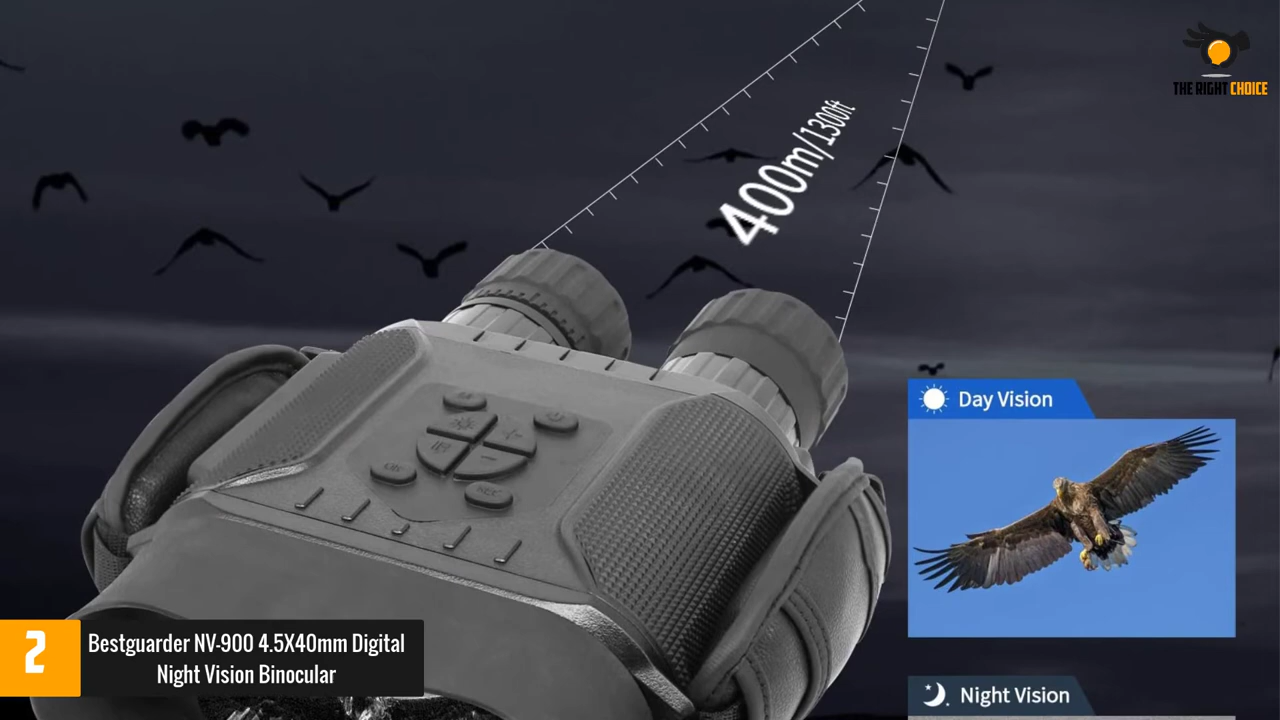 THE RIGHT CHOICE
400m/1300ft
Day Vision
2
Bestguarder NV-900 4.5X40mm Digital
Night Vision Binocular
Night Vision